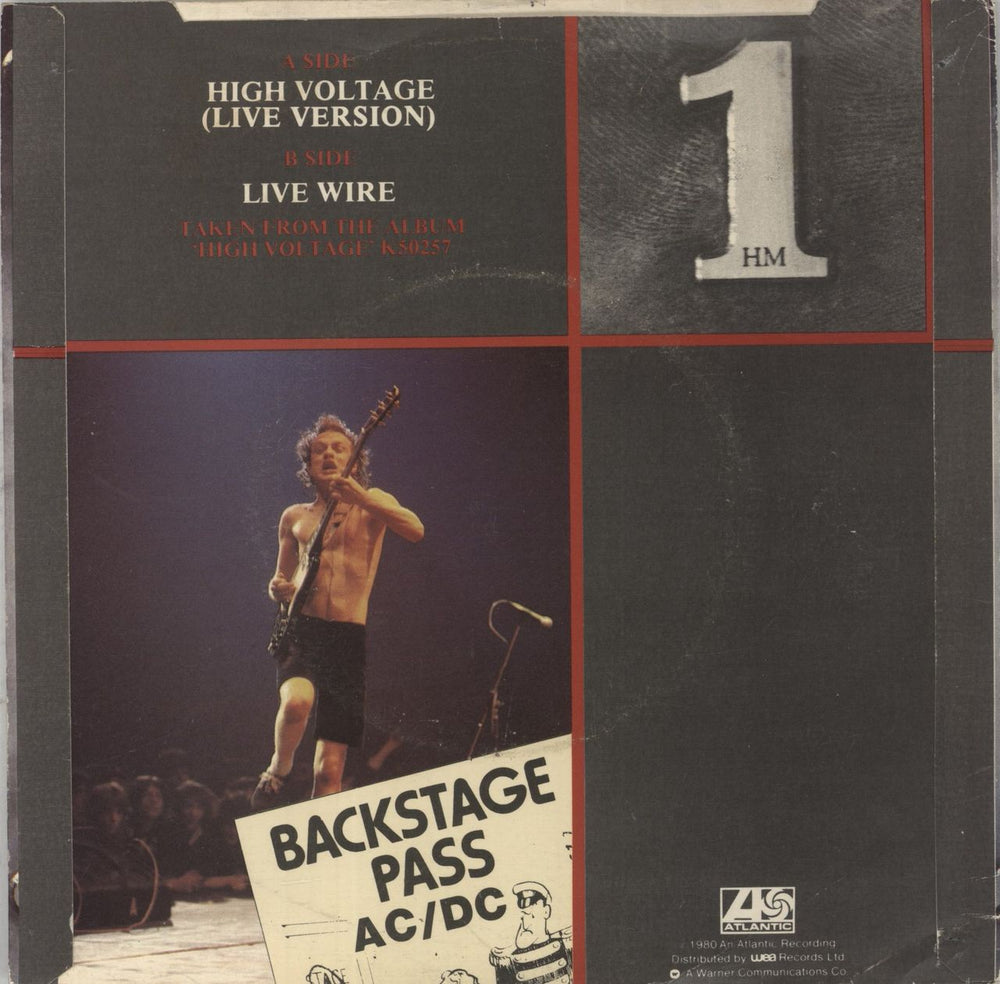 A SIDE
HIGH VOLTAGE
(LIVE VERSION)
B SIDE
LIVE WIRE
TAKEN FROM THE ALBUM
'HIGH VOLTAGE' K50257
1
HM
BACKSTAGE
PASS
AC/DC
ATLANTIC
1980 An Atlantic Recording
Distributed by wea Records Ltd
A Warner Communications Co